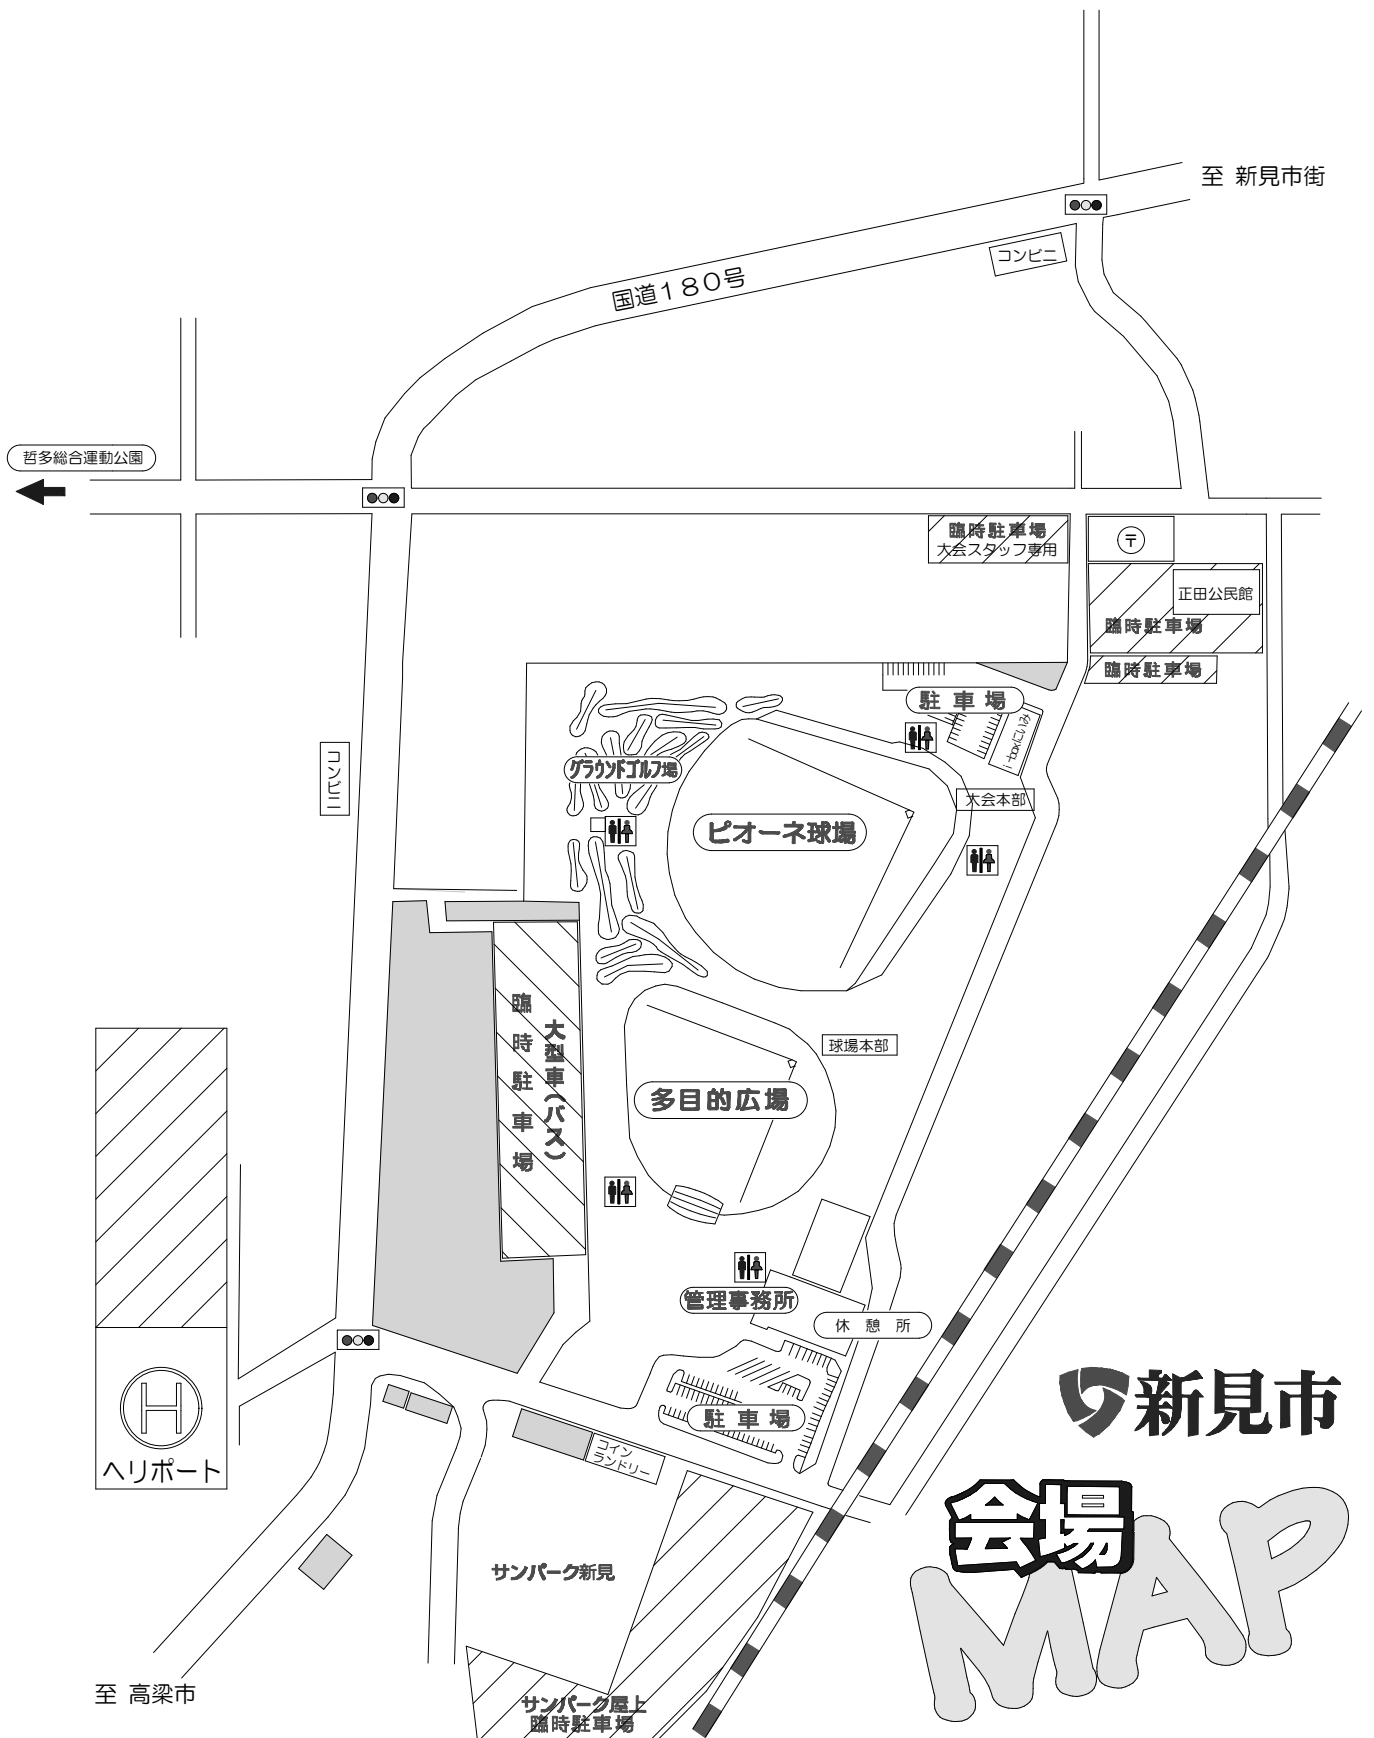 至 新見市街
コンビニ
国道180号
哲多総合運動公園
臨時駐車場
大会スタッフ専用
〒
正田公民館
臨時駐車場
臨時駐車場
駐車場
i-boxにいみ
グラウンドゴルフ場
コンビニ
大会本部
ピオーネ球場
臨時駐車場
大型車(バス)
球場本部
多目的広場
管理事務所
休憩所
新見市
駐車場
コイン
ランドリー
H
ヘリポート
会場
MAP
サンパーク新見
至 高梁市
サンパーク屋上
臨時駐車場